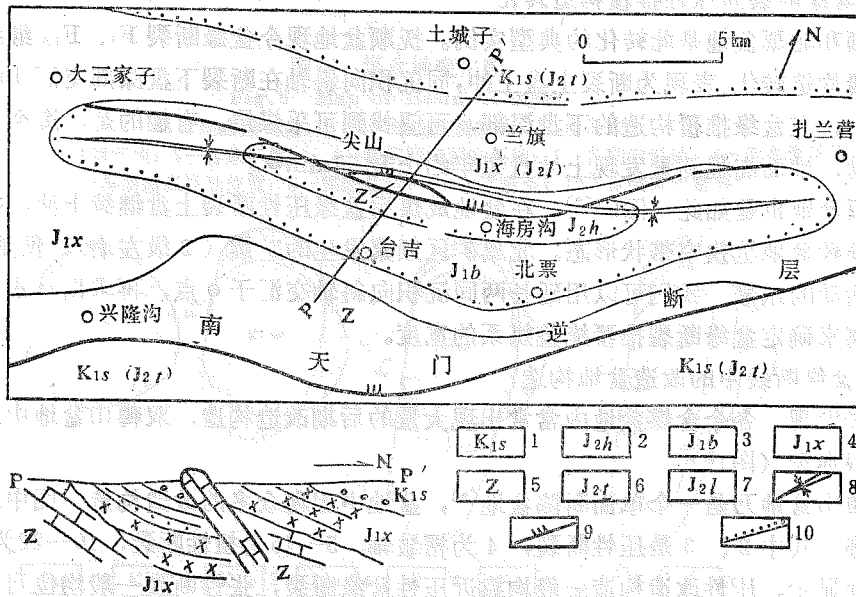 土城子
N
0 5km
大三家子
P′
K₁s (J₂t)
尖山
兰旗
扎兰营
J₁x (J₂l)
Z
海房沟 J₂h
J₁x
台吉
J₁b
北票
P
Z
兴隆沟
南天门逆断层
K₁s (J₂t)
K₁s (J₂t)
N
P
P′
K₁s
Z
J₁x
J₁x
Z
K₁s 1
J₂h 2
J₁b 3
J₁x 4
Z 5
J₂t 6
J₂l 7
8
9
10